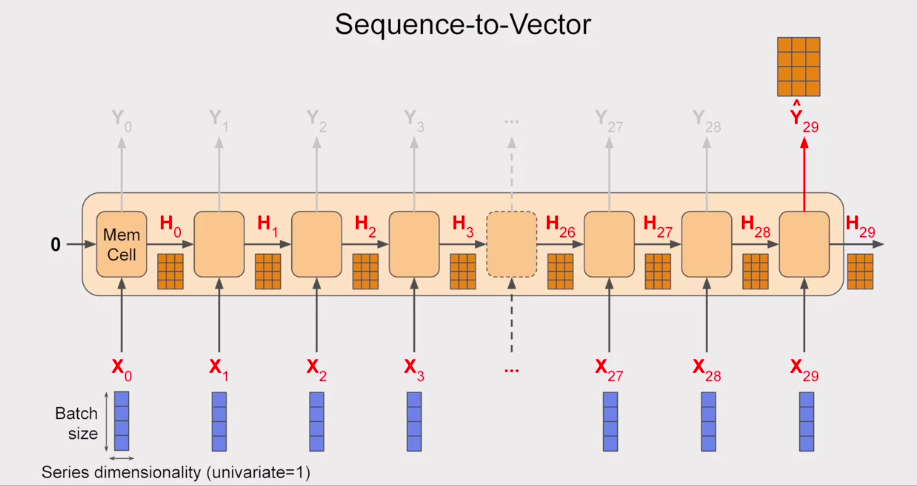 Sequence-to-Vector
Y0 Y1 Y2 Y3 ... Y27 Y28 Ŷ29
0 Mem Cell H0 H1 H2 H3 H26 H27 H28 H29
X0 X1 X2 X3 ... X27 X28 X29
Batch
size
Series dimensionality (univariate=1)